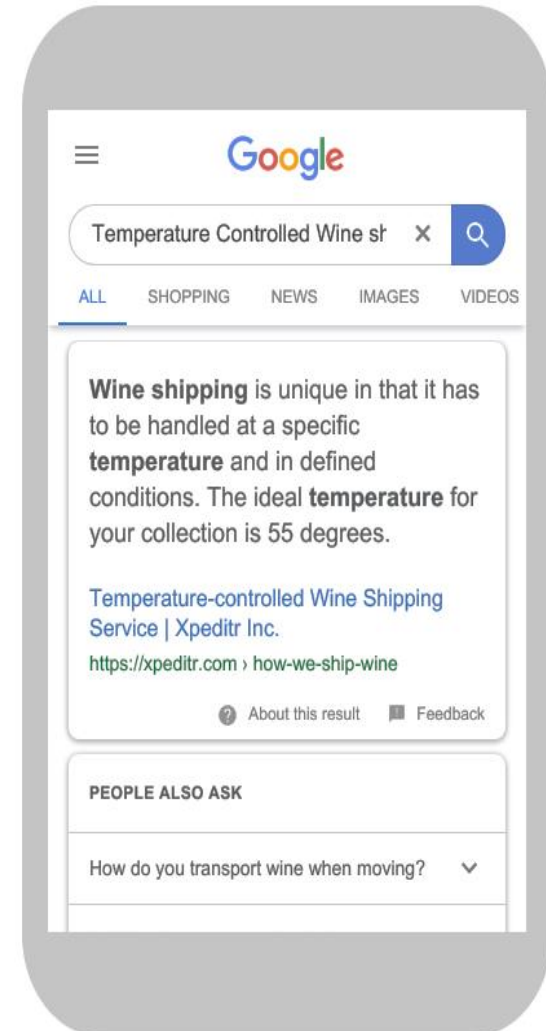 Google
Temperature Controlled Wine sh
ALL SHOPPING NEWS IMAGES VIDEOS
Wine shipping is unique in that it has
to be handled at a specific
temperature and in defined
conditions. The ideal temperature for
your collection is 55 degrees.
Temperature-controlled Wine Shipping
Service | Xpeditr Inc.
https://xpeditr.com › how-we-ship-wine
About this result Feedback
PEOPLE ALSO ASK
How do you transport wine when moving?